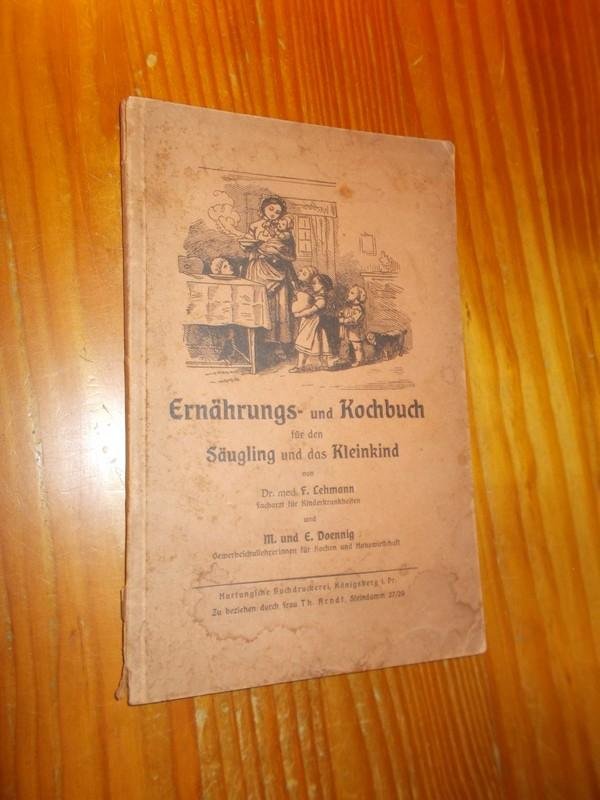 Ernährungs- und Kochbuch
für den
Säugling und das Kleinkind
von
Dr. med. F. Lehmann
Facharzt für Kinderkrankheiten
und
M. und E. Doennig
Gewerbeschullehrerinnen für Kochen und Hauswirtschaft
Hartungsche Buchdruckerei, Königsberg i. Pr.
Zu beziehen durch Frau Th. Arndt, Steindamm 27/29